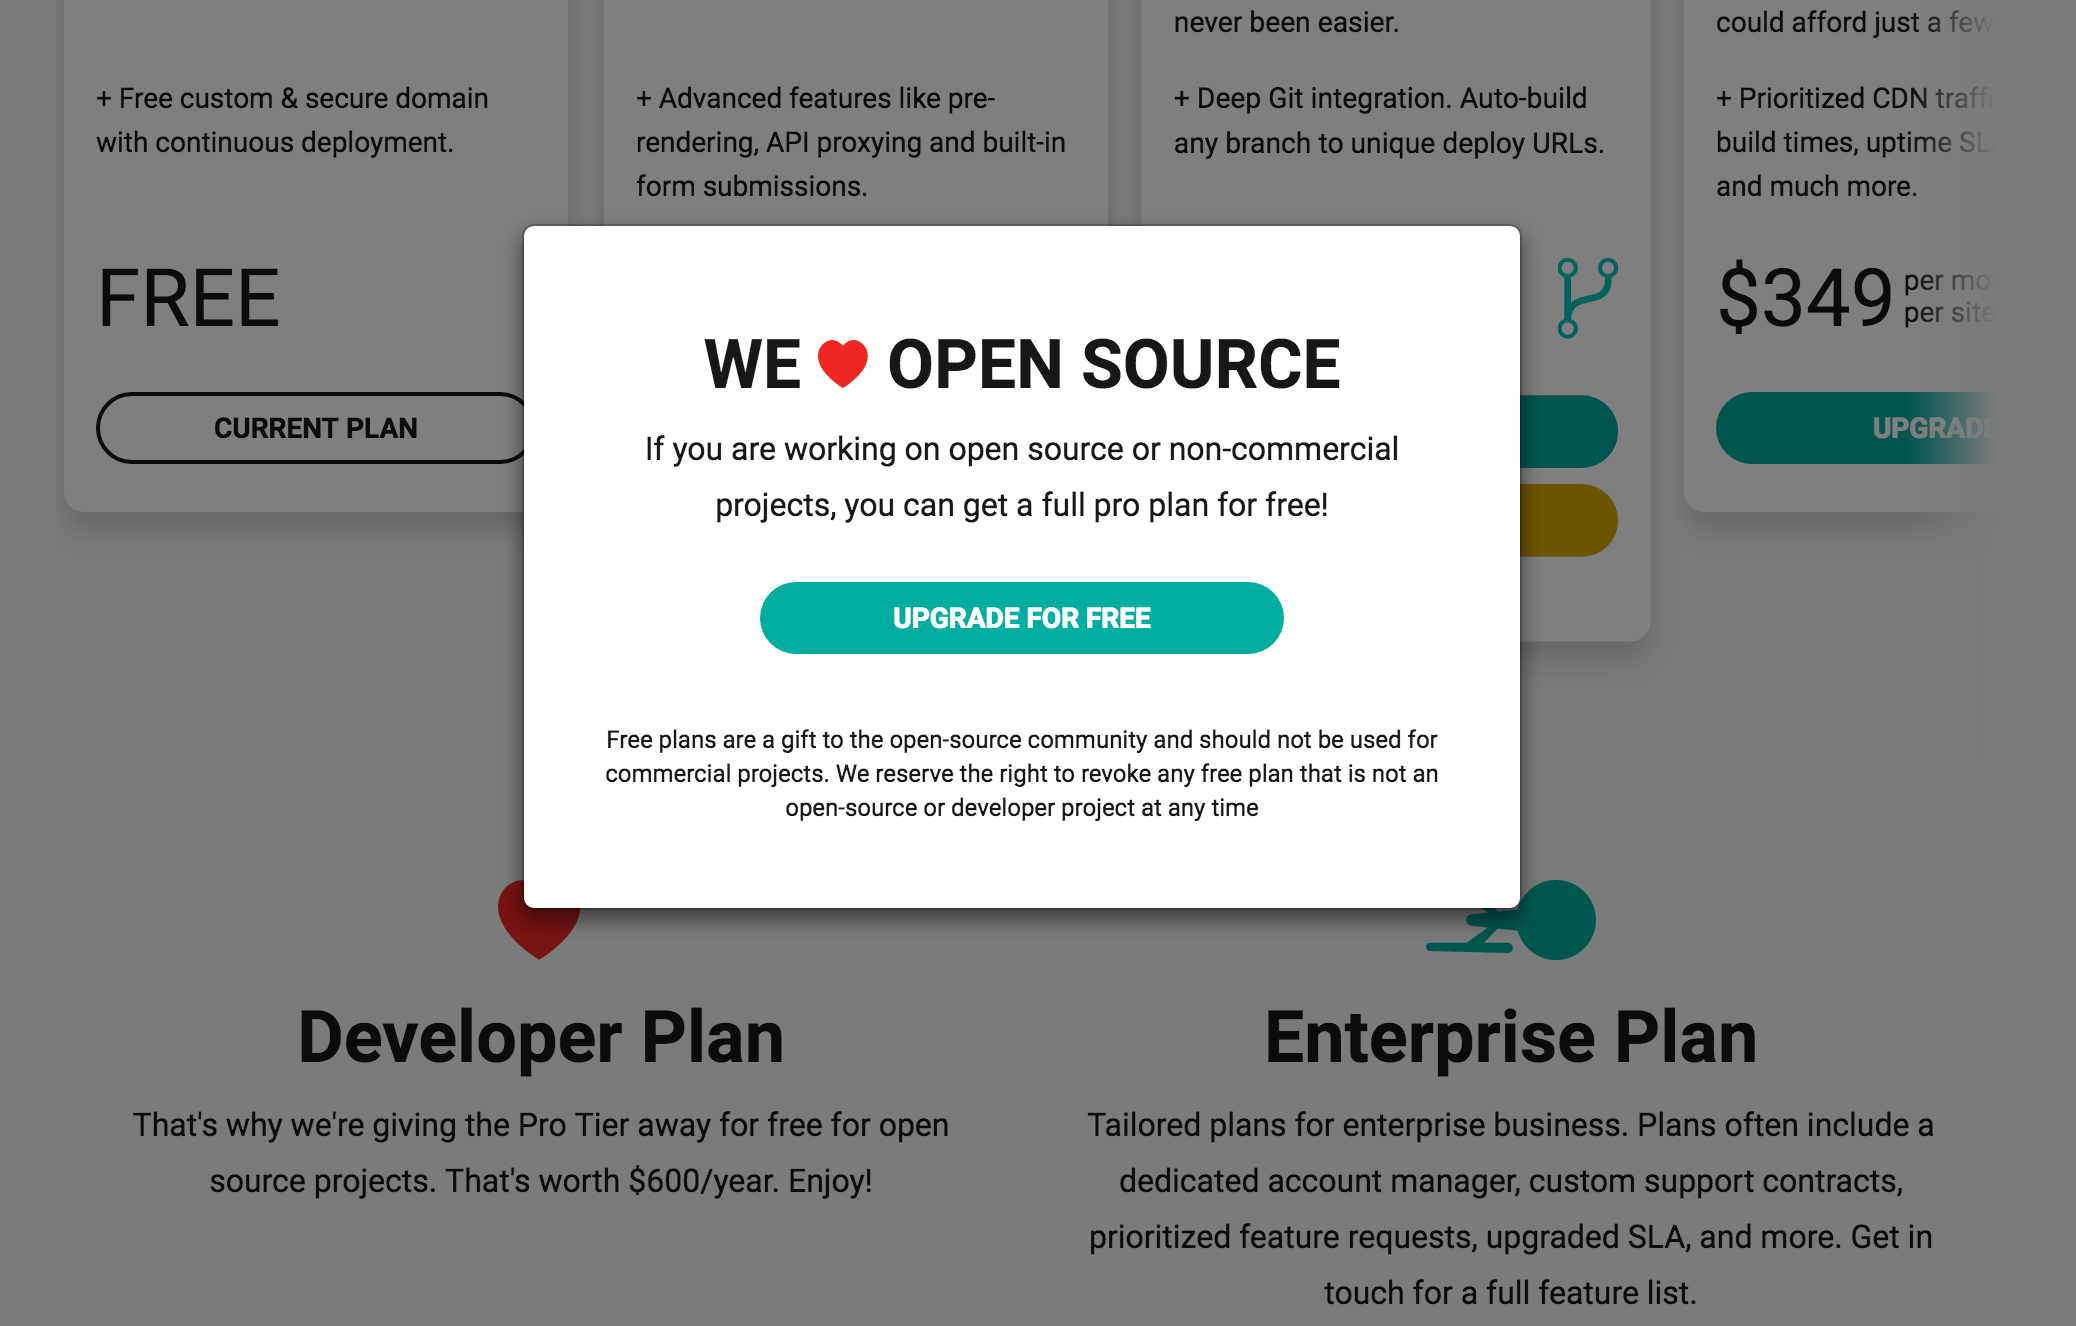 + Free custom & secure domain
with continuous deployment.
FREE
CURRENT PLAN
+ Advanced features like pre-
rendering, API proxying and built-in
form submissions.
never been easier.
+ Deep Git integration. Auto-build
any branch to unique deploy URLs.
could afford just a few
+ Prioritized CDN
build times, uptime
and much more.
$349
per
per site
UPGRADE
WE ❤ OPEN SOURCE
If you are working on open source or non-commercial
projects, you can get a full pro plan for free!
UPGRADE FOR FREE
Free plans are a gift to the open-source community and should not be used for
commercial projects. We reserve the right to revoke any free plan that is not an
open-source or developer project at any time
Developer Plan
That's why we're giving the Pro Tier away for free for open
source projects. That's worth $600/year. Enjoy!
Enterprise Plan
Tailored plans for enterprise business. Plans often include a
dedicated account manager, custom support contracts,
prioritized feature requests, upgraded SLA, and more. Get in
touch for a full feature list.